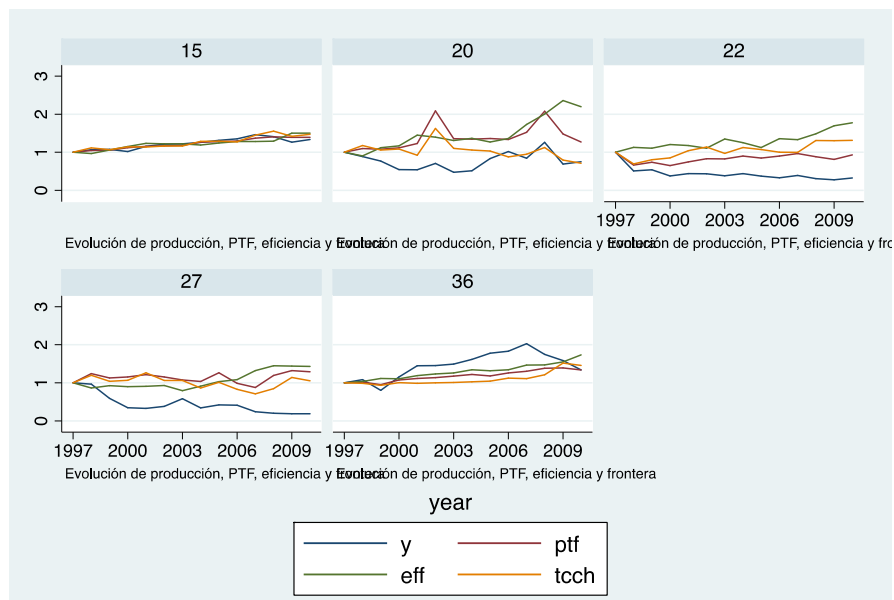 15
20
22
3
2
1
0
1997
2000
2003
2006
2009
Evolución de producción, PTF, eficiencia y frontera
Evolución de producción, PTF, eficiencia y frontera
Evolución de producción, PTF, eficiencia y fro
27
36
3
2
1
0
1997
2000
2003
2006
2009
1997
2000
2003
2006
2009
Evolución de producción, PTF, eficiencia y frontera
Evolución de producción, PTF, eficiencia y frontera
year
y
ptf
eff
tcch